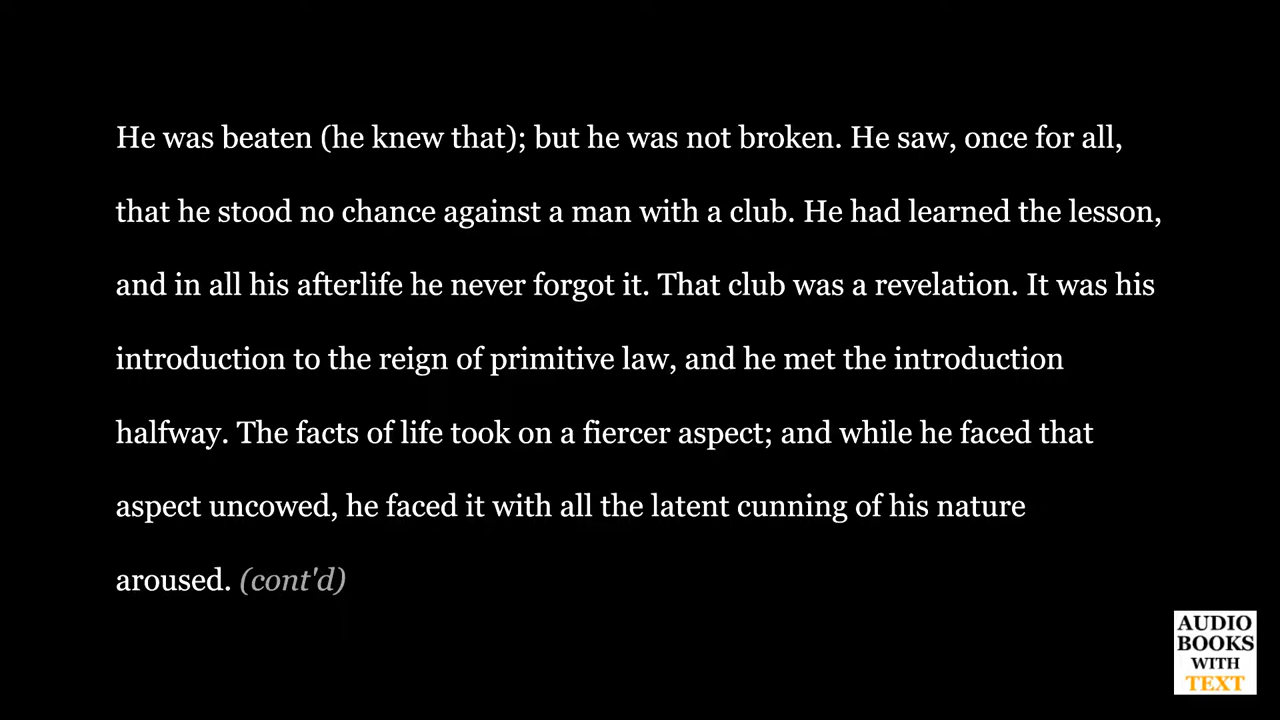 He was beaten (he knew that); but he was not broken. He saw, once for all,
that he stood no chance against a man with a club. He had learned the lesson,
and in all his afterlife he never forgot it. That club was a revelation. It was his
introduction to the reign of primitive law, and he met the introduction
halfway. The facts of life took on a fiercer aspect; and while he faced that
aspect uncowed, he faced it with all the latent cunning of his nature
aroused. (cont'd)
AUDIO
BOOKS
WITH
TEXT